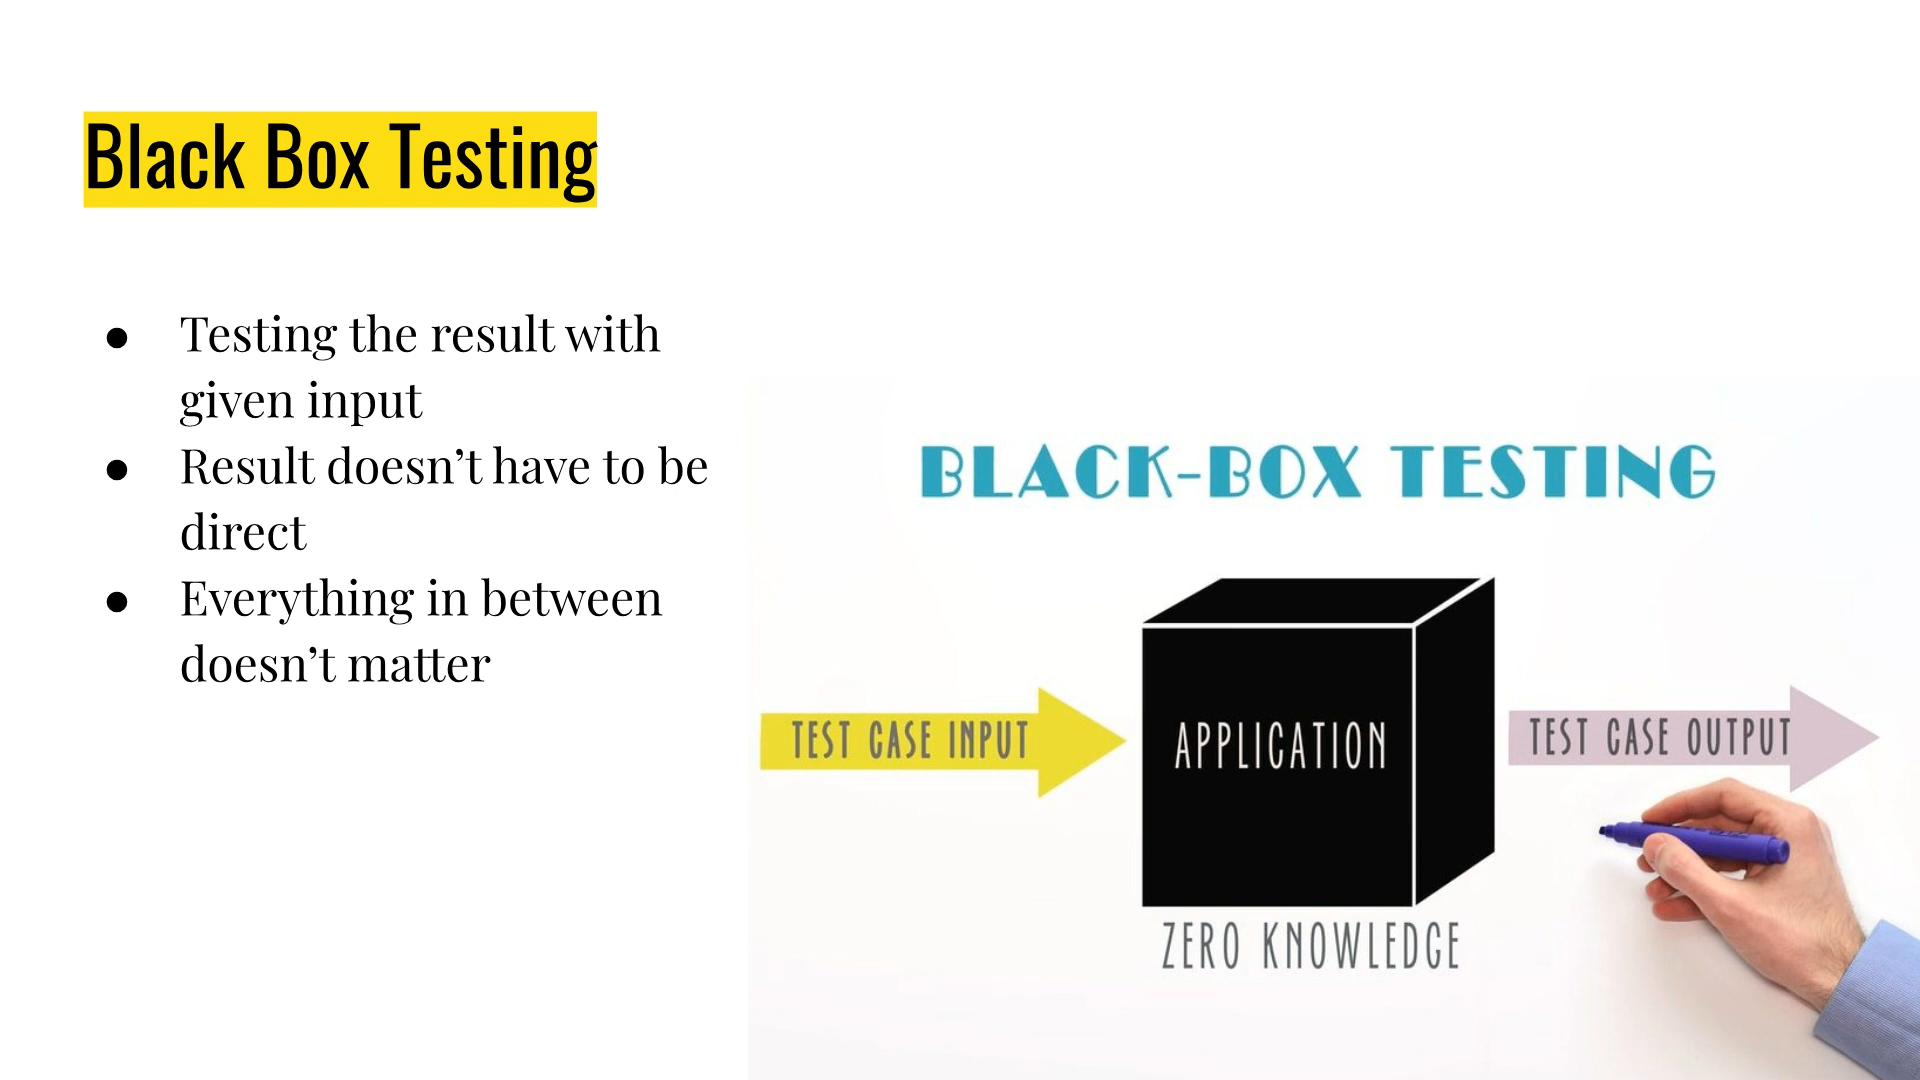 Black Box Testing
● Testing the result with
given input
● Result doesn’t have to be
direct
● Everything in between
doesn’t matter
BLACK-BOX TESTING
TEST CASE INPUT
APPLICATION
TEST CASE OUTPUT
ZERO KNOWLEDGE